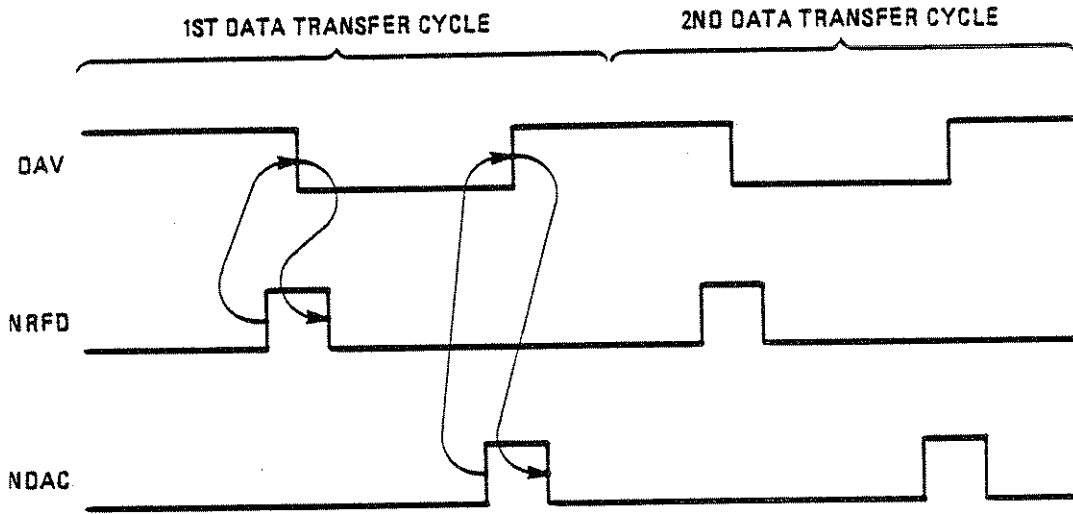 1ST DATA TRANSFER CYCLE
2ND DATA TRANSFER CYCLE
DAV
NRFD
NDAC